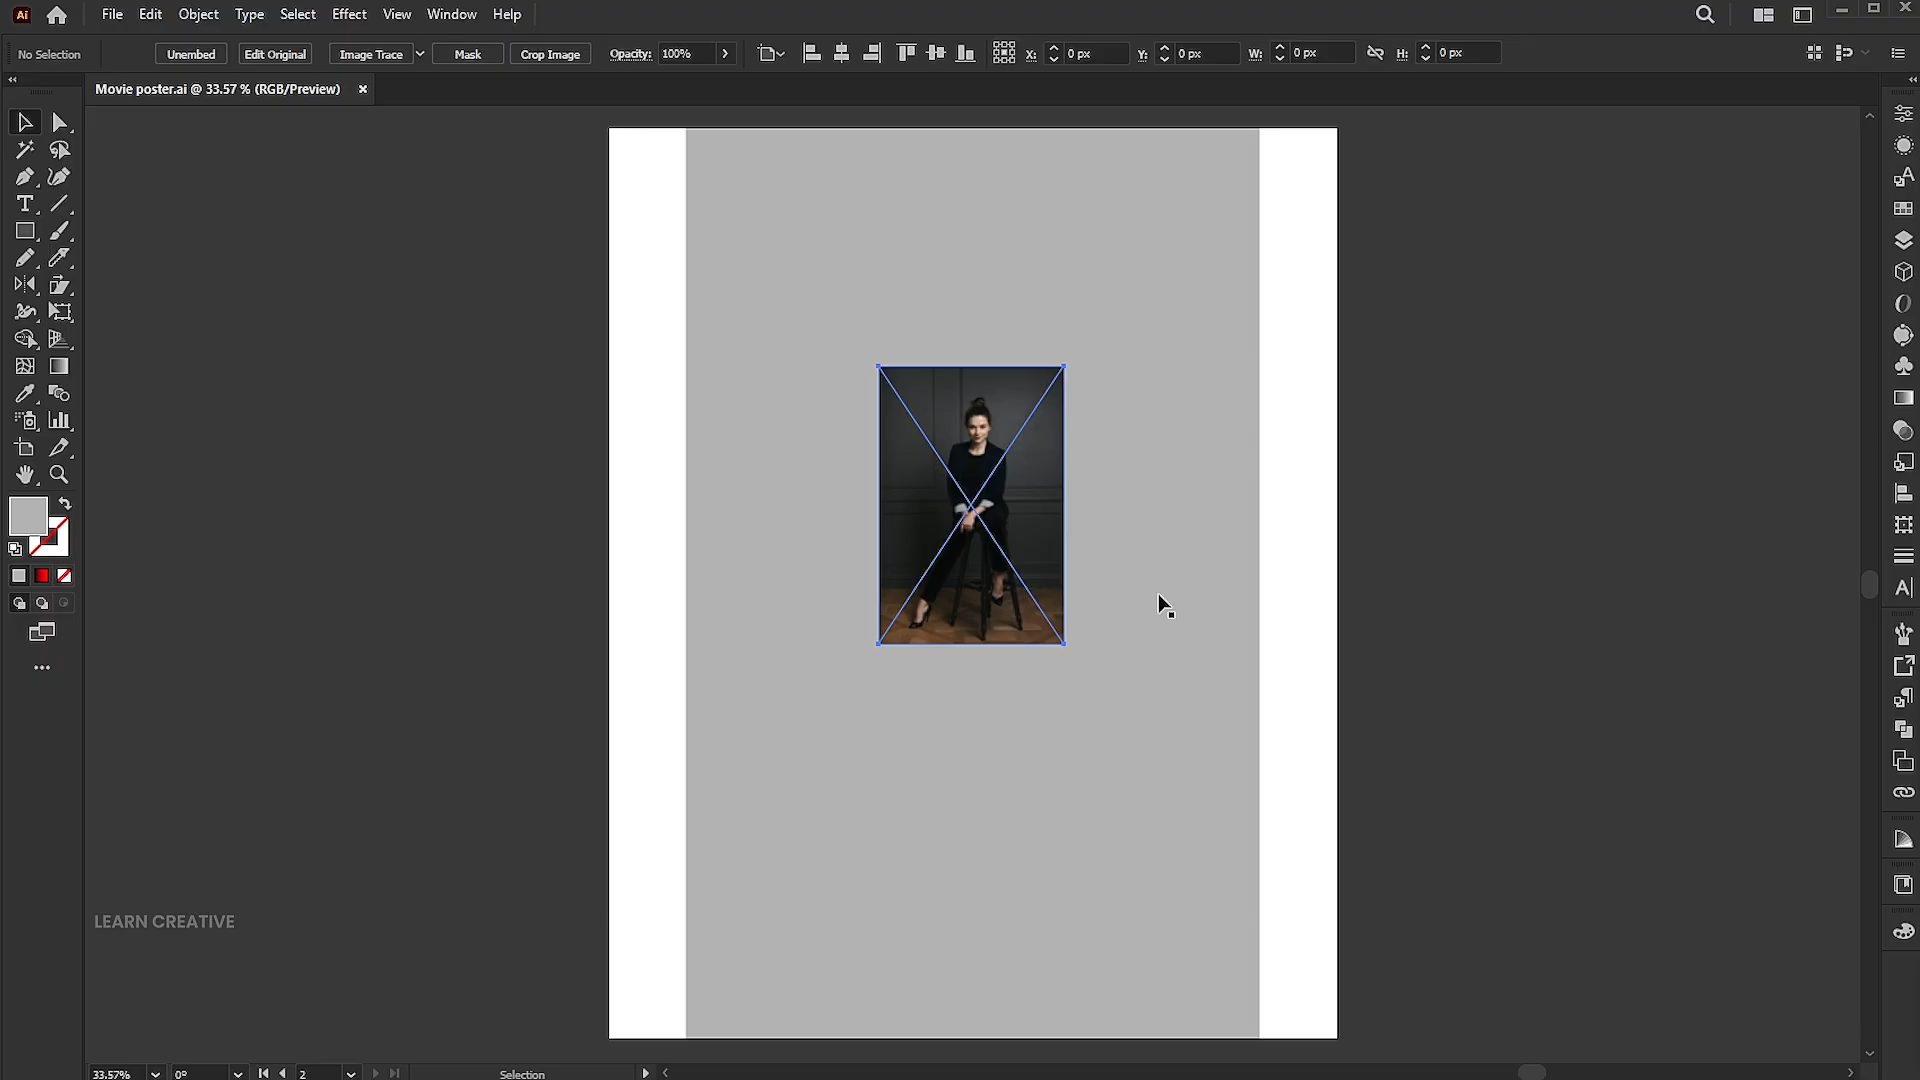 Ai File Edit Object Type Select Effect View Window Help
No Selection Unembed Edit Original Image Trace Mask Crop Image Opacity: 100% X: 0 px Y: 0 px W: 0 px H: 0 px
Movie poster.ai @ 33.57 % (RGB/Preview)
LEARN CREATIVE
33.57% 0° 2 Selection